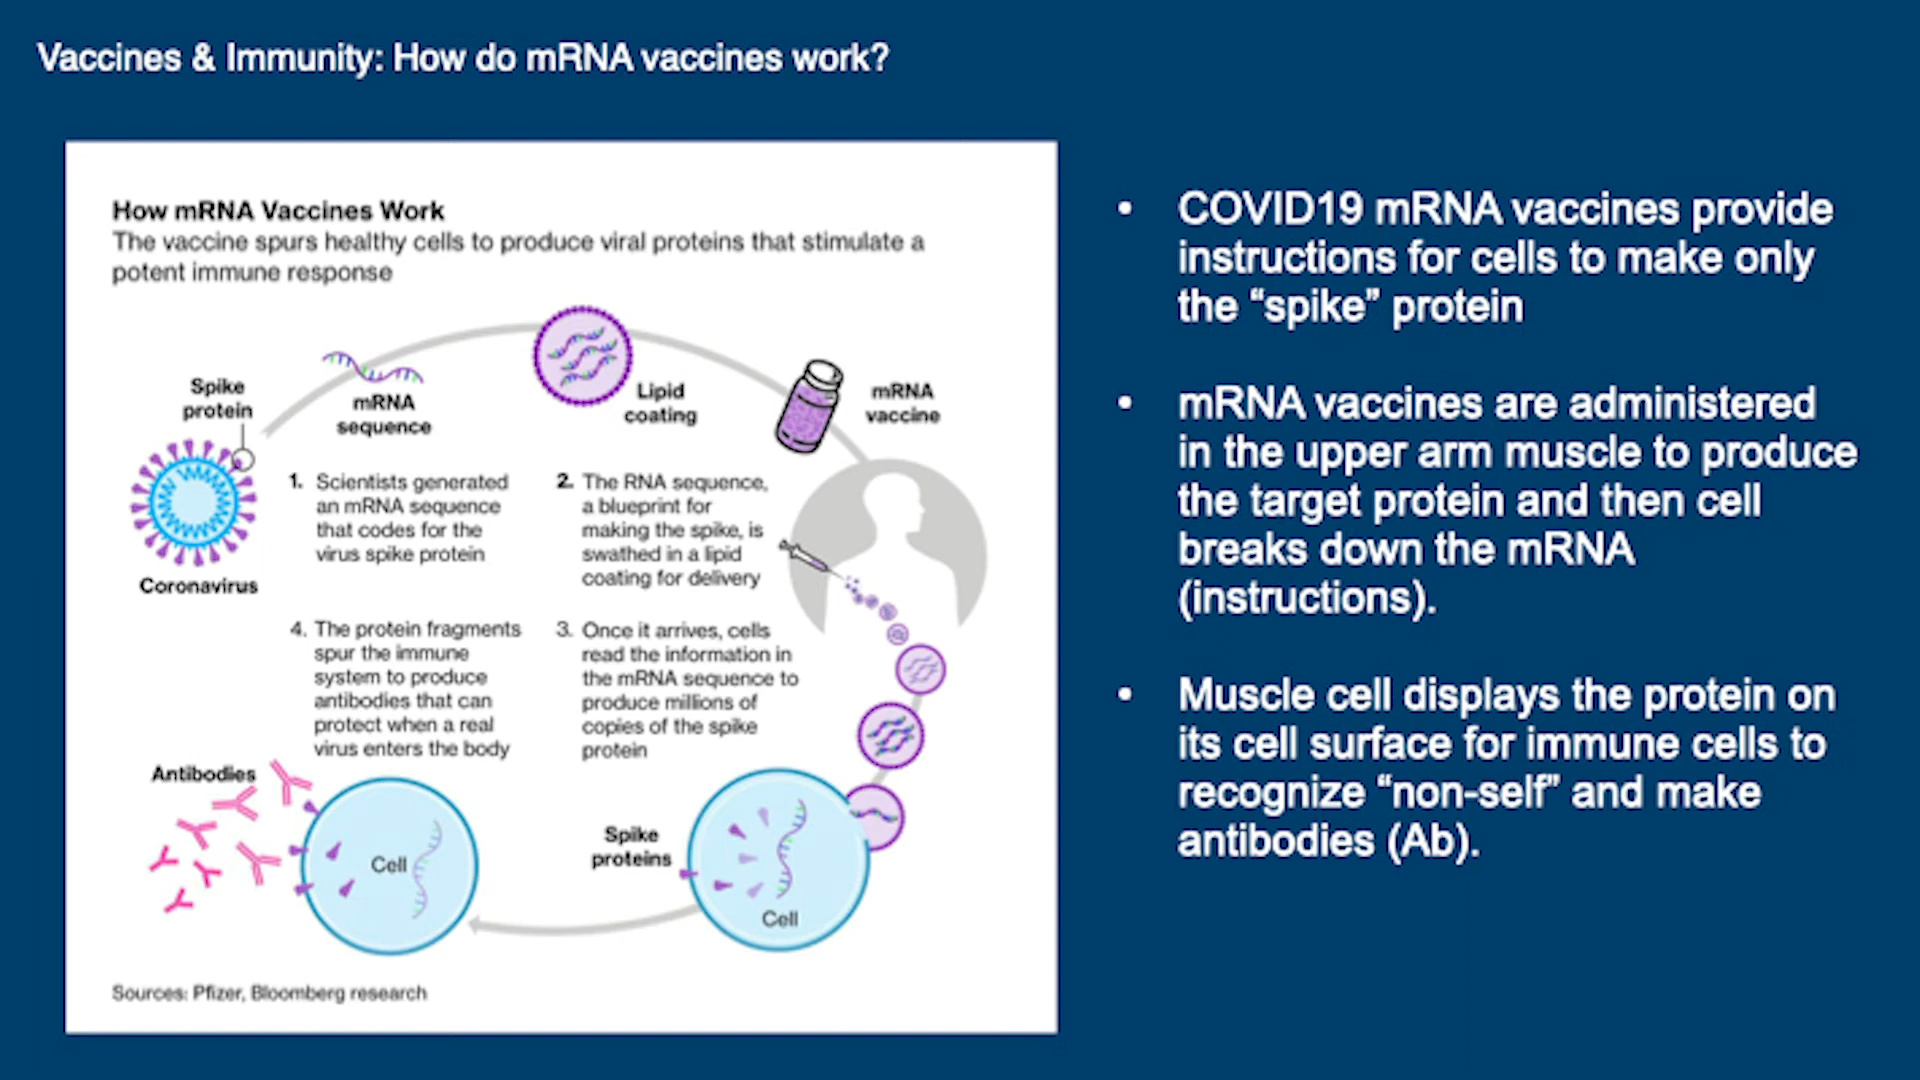 Vaccines & Immunity: How do mRNA vaccines work?
How mRNA Vaccines Work
The vaccine spurs healthy cells to produce viral proteins that stimulate a
potent immune response
Spike
protein
mRNA
sequence
Lipid
coating
mRNA
vaccine
Coronavirus
1. Scientists generated
an mRNA sequence
that codes for the
virus spike protein
2. The RNA sequence,
a blueprint for
making the spike, is
swathed in a lipid
coating for delivery
4. The protein fragments
spur the immune
system to produce
antibodies that can
protect when a real
virus enters the body
3. Once it arrives, cells
read the information in
the mRNA sequence to
produce millions of
copies of the spike
protein
Antibodies
Cell
Spike
proteins
Cell
Sources: Pfizer, Bloomberg research
• COVID19 mRNA vaccines provide
instructions for cells to make only
the “spike” protein
• mRNA vaccines are administered
in the upper arm muscle to produce
the target protein and then cell
breaks down the mRNA
(instructions).
• Muscle cell displays the protein on
its cell surface for immune cells to
recognize “non-self” and make
antibodies (Ab).